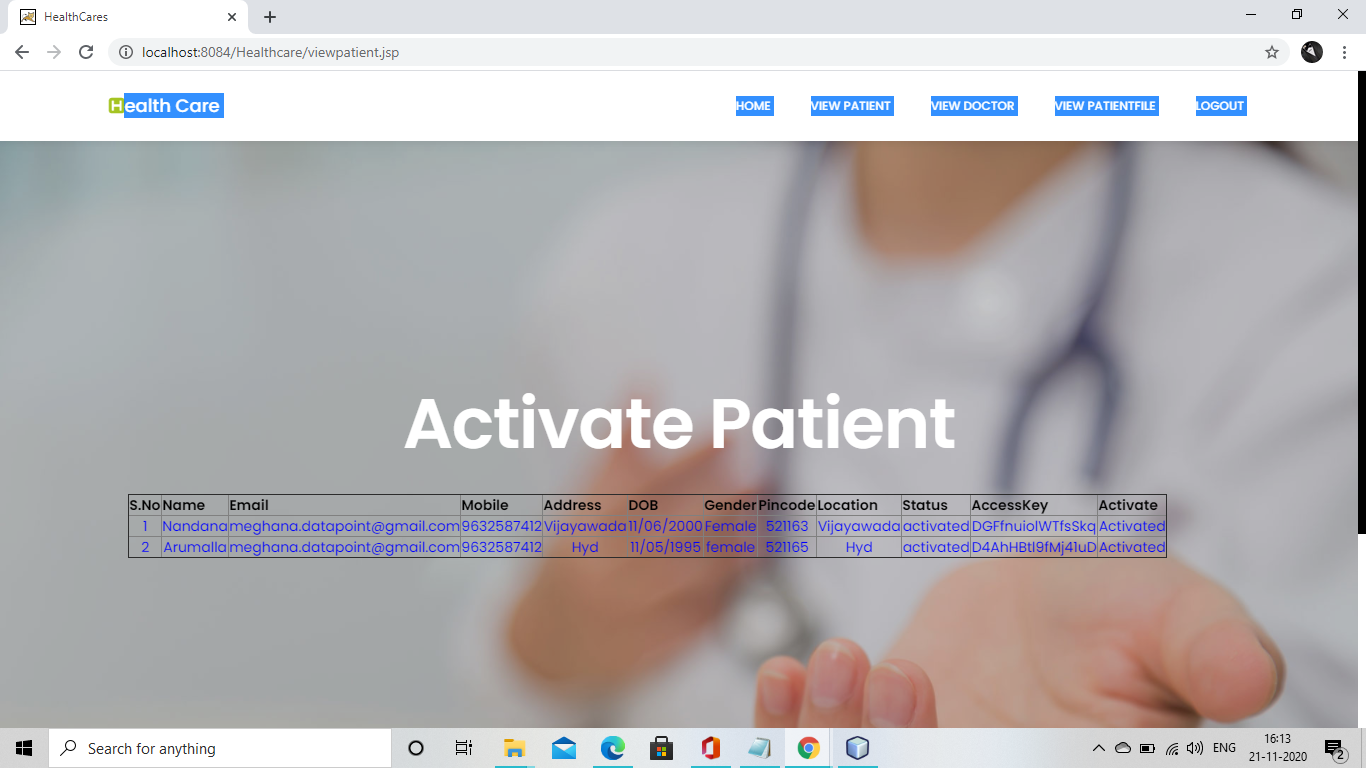 HealthCares
localhost:8084/Healthcare/viewpatient.jsp
Health Care HOME VIEW PATIENT VIEW DOCTOR VIEW PATIENTFILE LOGOUT
Activate Patient
S.No Name Email Mobile Address DOB Gender Pincode Location Status AccessKey Activate
1 Nandana meghana.datapoint@gmail.com 9632587412 Vijayawada 11/06/2000 Female 521163 Vijayawada activated DGFfnuioIWTfsSkq Activated
2 Arumalla meghana.datapoint@gmail.com 9632587412 Hyd 11/05/1995 female 521165 Hyd activated D4AhHBtl9fMj41uD Activated
Search for anything
ENG
16:13
21-11-2020
2